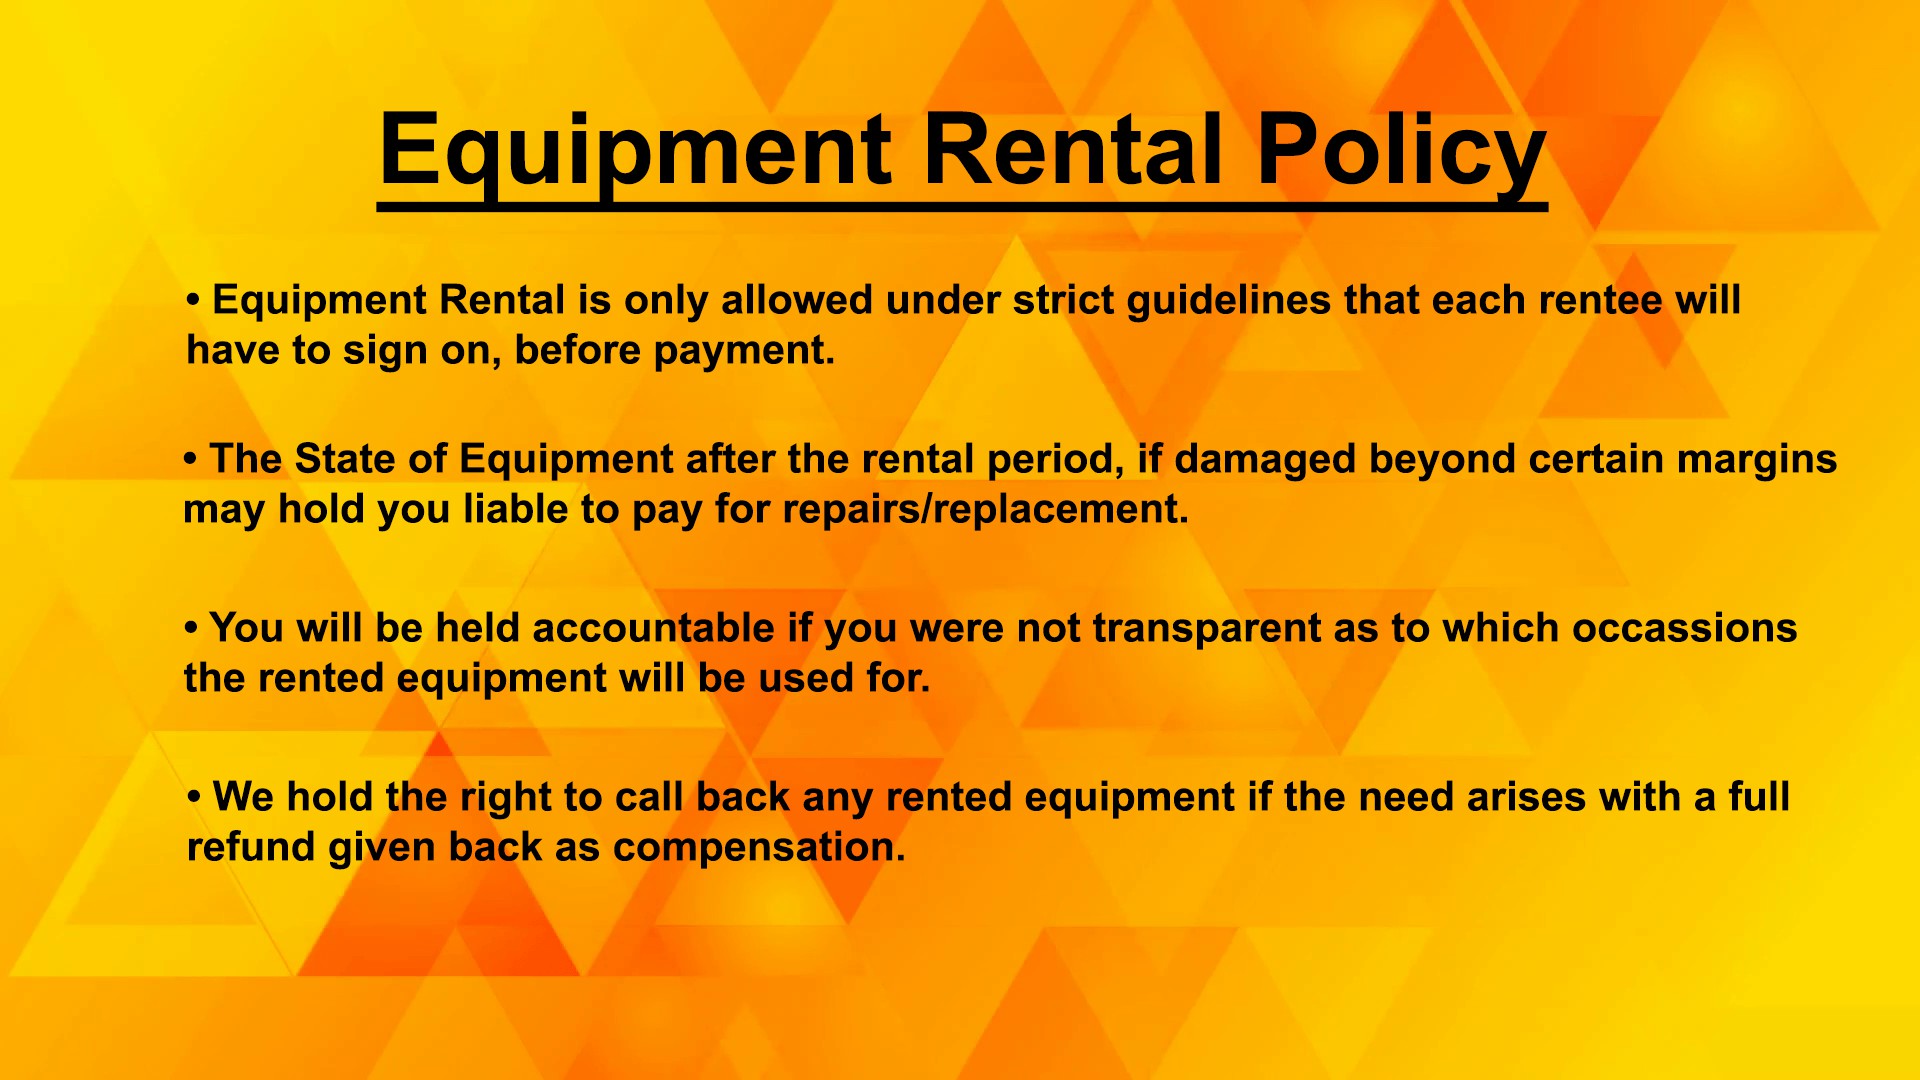 Equipment Rental Policy
• Equipment Rental is only allowed under strict guidelines that each rentee will
have to sign on, before payment.
• The State of Equipment after the rental period, if damaged beyond certain margins
may hold you liable to pay for repairs/replacement.
• You will be held accountable if you were not transparent as to which occassions
the rented equipment will be used for.
• We hold the right to call back any rented equipment if the need arises with a full
refund given back as compensation.